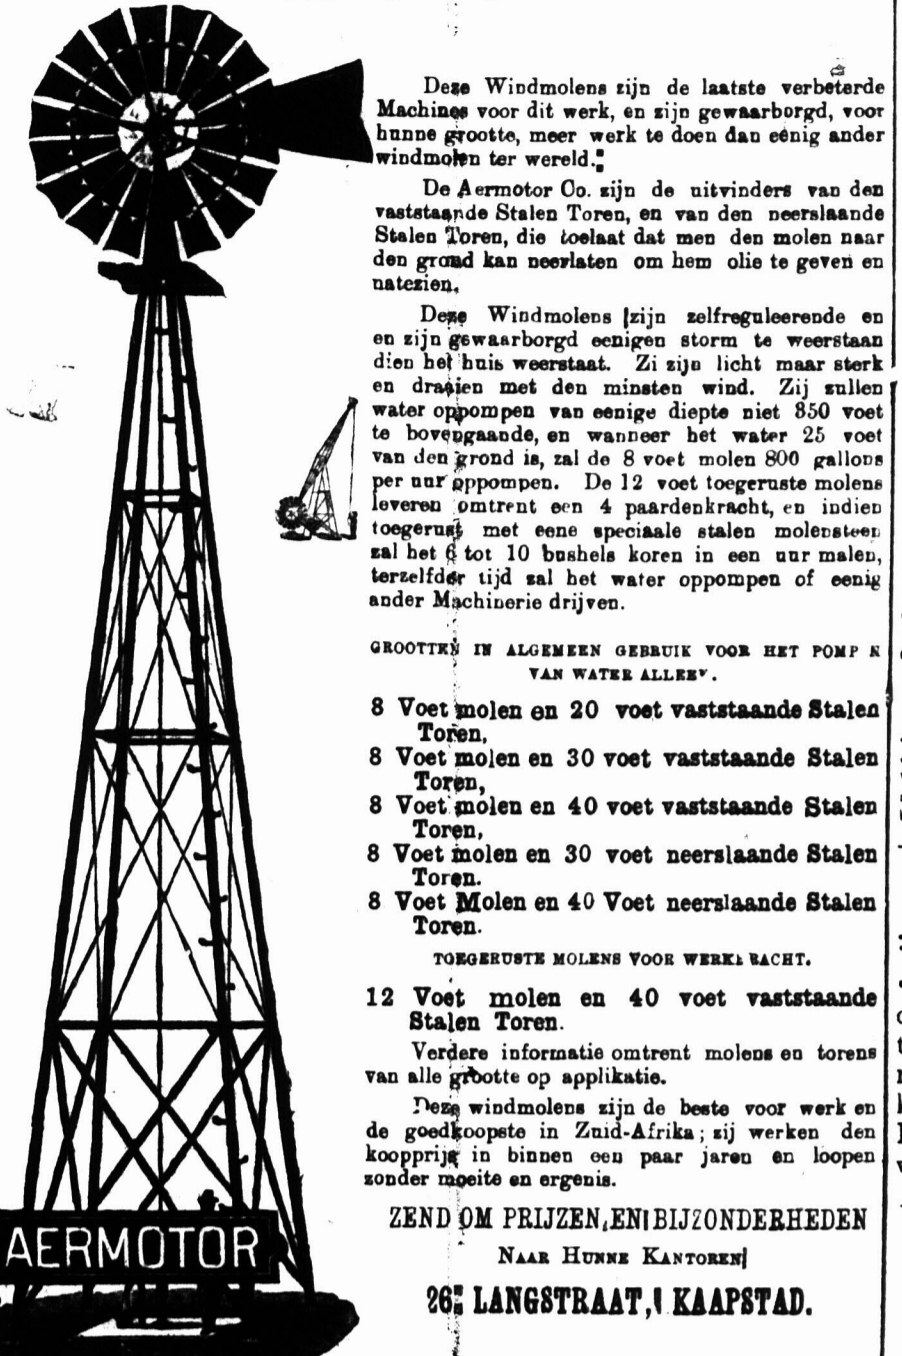 Deze Windmolens zijn de laatste verbeterde
Machines voor dit werk, en zijn gewaarborgd, voor
hunne grootte, meer werk te doen dan eénig ander
windmolen ter wereld.
De Aermotor Co. zijn de uitvinders van den
vaststaande Stalen Toren, en van den neerslaande
Stalen Toren, die toelaat dat men den molen naar
den grond kan neerlaten om hem olie te geven en
natezien.
Deze Windmolens zijn zelfreguleerende en
en zijn gewaarborgd eenigen storm te weerstaan
dien het huis weerstaat. Zi zijn licht maar sterk
en draaien met den minsten wind. Zij zullen
water oppompen van eenige diepte niet 350 voet
te bovengaande, en wanneer het water 25 voet
van den grond is, zal de 8 voet molen 800 gallons
per uur oppompen. De 12 voet toegeruste molens
leveren omtrent een 4 paardenkracht, en indien
toegerust met eene speciaale stalen molensteen
zal het 6 tot 10 bushels koren in een uur malen,
terzelfder tijd zal het water oppompen of eenig
ander Machinerie drijven.
GROOTTEN IN ALGEMEEN GEBRUIK VOOR HET POMP N
VAN WATER ALLEEN.
8 Voet molen en 20 voet vaststaande Stalen
Toren,
8 Voet molen en 30 voet vaststaande Stalen
Toren,
8 Voet molen en 40 voet vaststaande Stalen
Toren,
8 Voet molen en 30 voet neerslaande Stalen
Toren.
8 Voet Molen en 40 Voet neerslaande Stalen
Toren.
TOEGERUSTE MOLENS VOOR WERKKRACHT.
12 Voet molen en 40 voet vaststaande
Stalen Toren.
Verdere informatie omtrent molens en torens
van alle grootte op applikatie.
Deze windmolens zijn de beste voor werk en
de goedkoopste in Zuid-Afrika; zij werken den
koopprijs in binnen een paar jaren en loopen
zonder moeite en ergenis.
ZEND OM PRIJZEN, EN BIJZONDERHEDEN
NAAR HUNNE KANTOREN
26 LANGSTRAAT, KAAPSTAD.
AERMOTOR